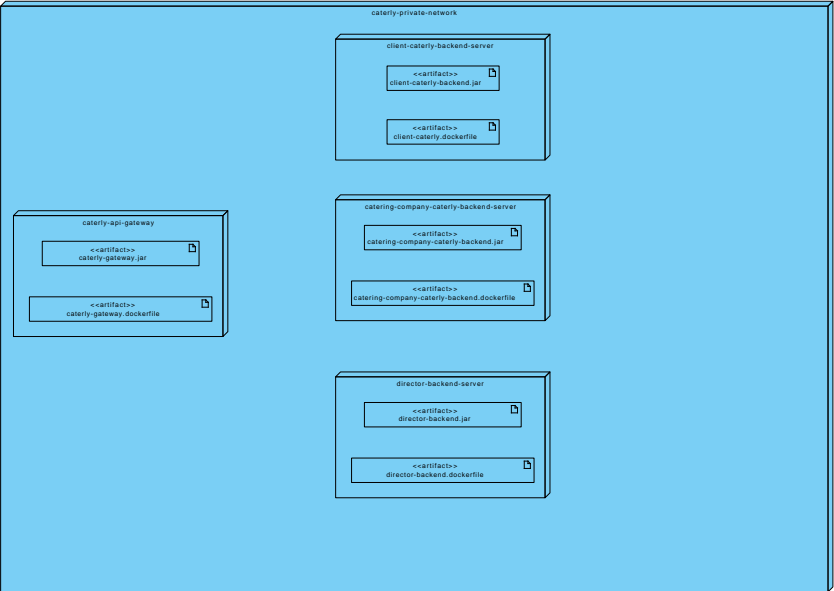 caterly-private-network
client-caterly-backend-server
<<artifact>>
client-caterly-backend.jar
<<artifact>>
client-caterly.dockerfile
caterly-api-gateway
<<artifact>>
caterly-gateway.jar
<<artifact>>
caterly-gateway.dockerfile
catering-company-caterly-backend-server
<<artifact>>
catering-company-caterly-backend.jar
<<artifact>>
catering-company-caterly-backend.dockerfile
director-backend-server
<<artifact>>
director-backend.jar
<<artifact>>
director-backend.dockerfile